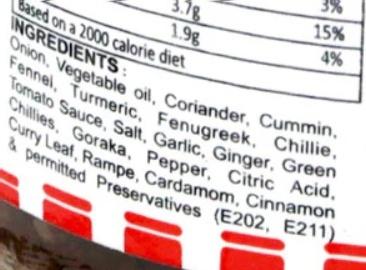 3.7g 3%
1.9g 15%
4%
Based on a 2000 calorie diet
INGREDIENTS :
Onion, Vegetable oil, Coriander, Cummin,
Fennel, Turmeric, Fenugreek, Chillie,
Tomato Sauce, Salt, Garlic, Ginger, Green
Chillies, Goraka, Pepper, Citric Acid,
Curry Leaf, Rampe, Cardamom, Cinnamon
& permitted Preservatives (E202, E211)